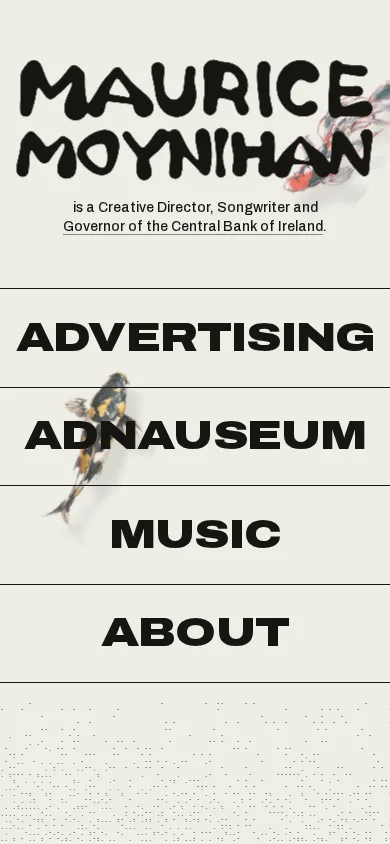 MAURICE
MOYNIHAN
is a Creative Director, Songwriter and
Governor of the Central Bank of Ireland.
ADVERTISING
ADNAUSEUM
MUSIC
ABOUT